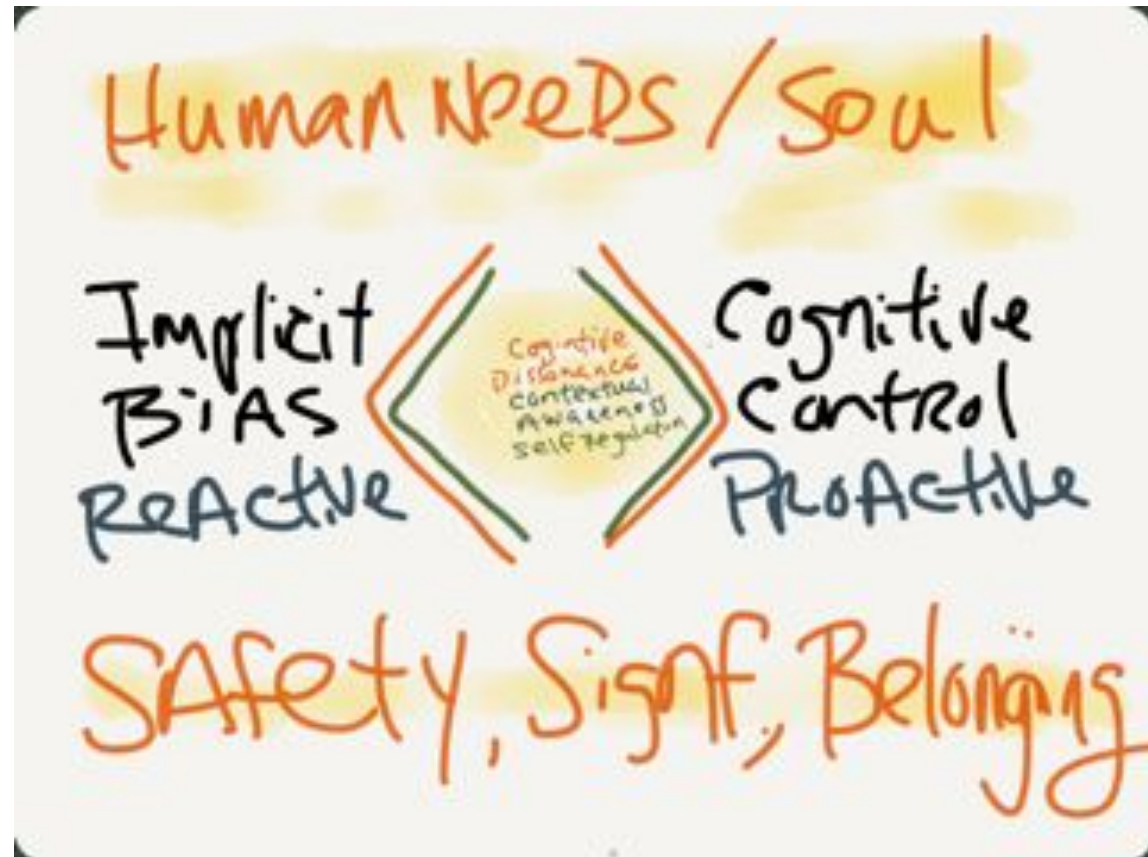 Human NeeDs / Soul
Implicit
BiAS
ReActive
Cognitive
Dissonance
contextual
Awareness
self Regulation
Cognitive
ContRol
PRoActive
SAfety, Signf, Belonging